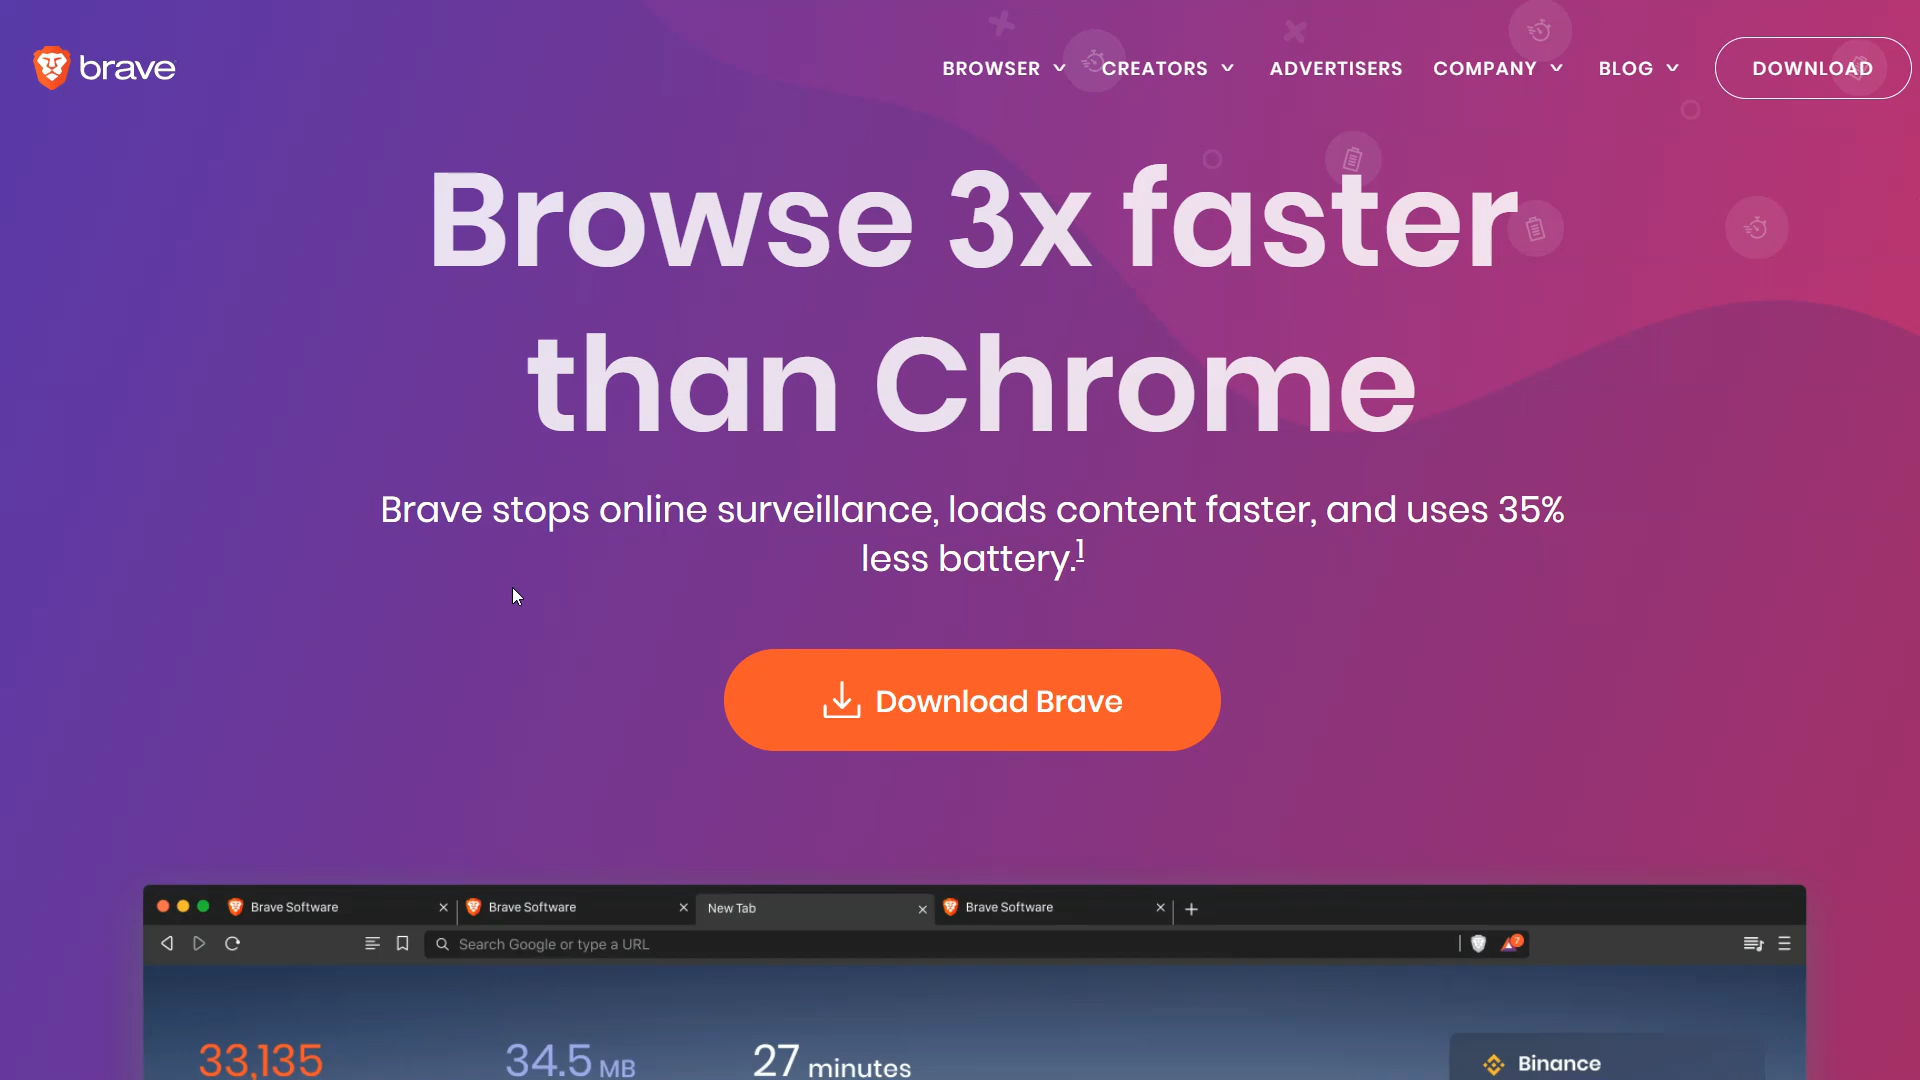 brave
BROWSER CREATORS ADVERTISERS COMPANY BLOG DOWNLOAD
Browse 3x faster
than Chrome
Brave stops online surveillance, loads content faster, and uses 35%
less battery.1
Download Brave
Brave Software Brave Software New Tab Brave Software
Search Google or type a URL 7
33,135 34.5 MB 27 minutes Binance